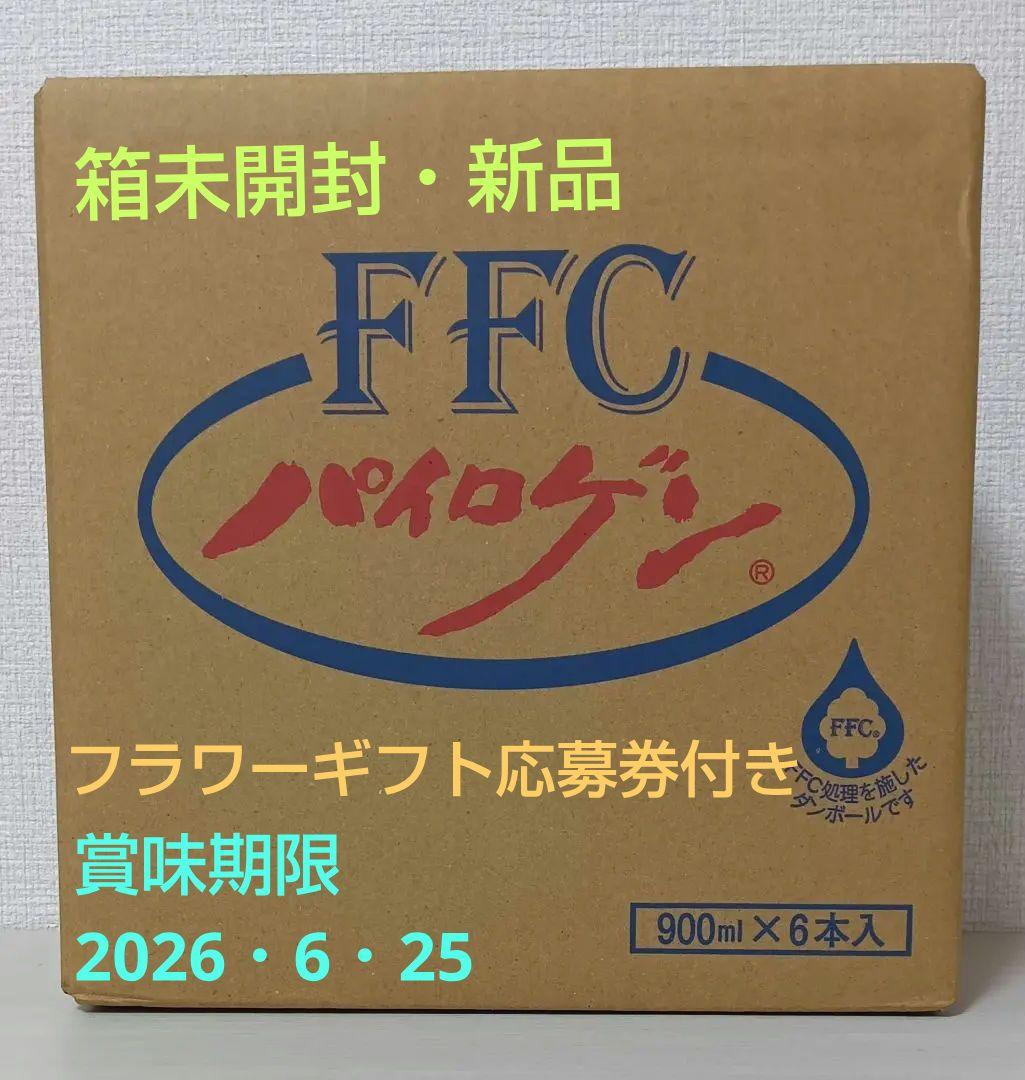 箱未開封・新品
FFC
パイロゲン®
フラワーギフト応募券付き
FFC®
FFC処理を施した
ダンボールです
賞味期限
900ml×6本入
2026・6・25